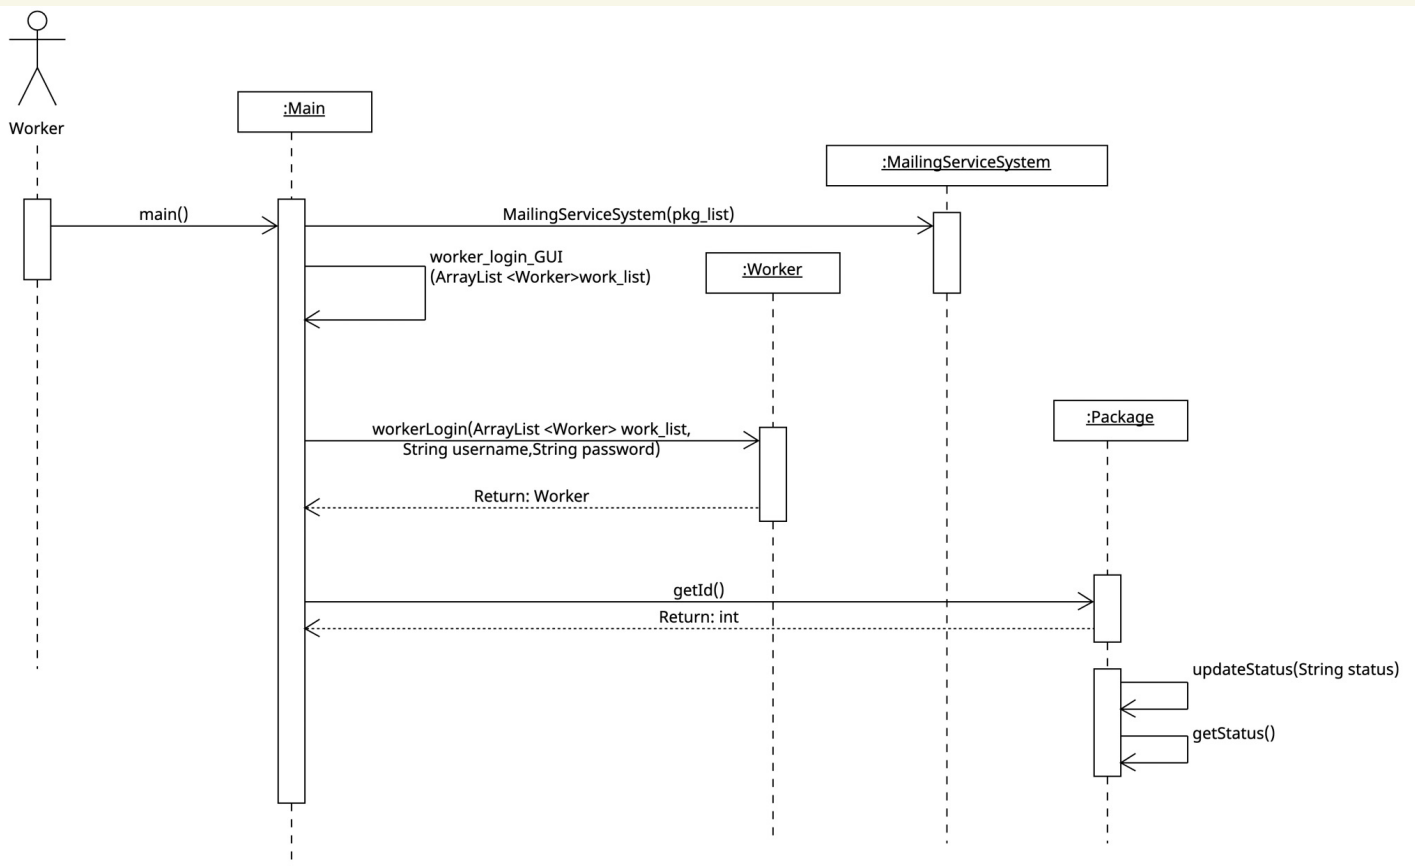 Worker
:Main
:MailingServiceSystem
main()
MailingServiceSystem(pkg_list)
worker_login_GUI
(ArrayList <Worker>work_list)
:Worker
:Package
workerLogin(ArrayList <Worker> work_list,
String username,String password)
Return: Worker
getId()
Return: int
updateStatus(String status)
getStatus()